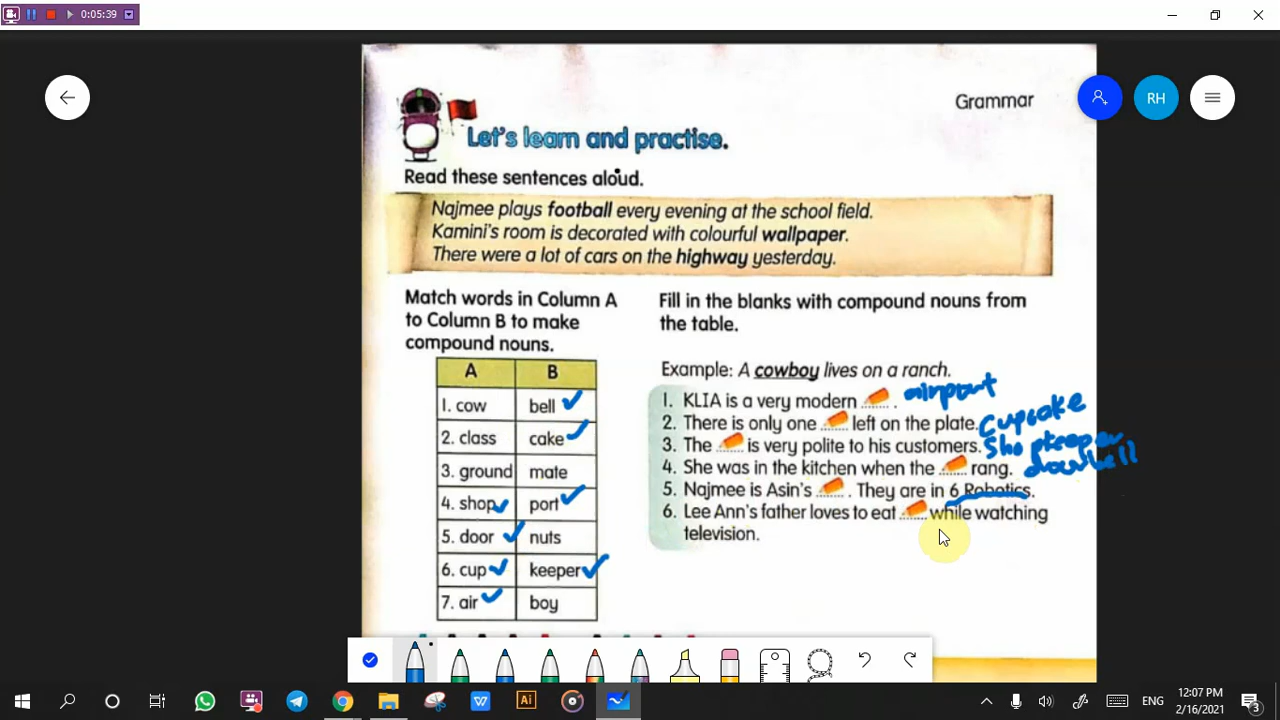 00:05:39
Grammar
RH
Let's learn and practise.
Read these sentences aloud.
Najmee plays football every evening at the school field.
Kamini's room is decorated with colourful wallpaper.
There were a lot of cars on the highway yesterday.
Match words in Column A
to Column B to make
compound nouns.
A B
1. cow bell
2. class cake
3. ground mate
4. shop port
5. door nuts
6. cup keeper
7. air boy
Fill in the blanks with compound nouns from
the table.
Example: A cowboy lives on a ranch.
1. KLIA is a very modern . airport
2. There is only one left on the plate. Cupcake
3. The is very polite to his customers. Shopkeeper
4. She was in the kitchen when the rang. doorbell
5. Najmee is Asin's . They are in 6 Robotics.
6. Lee Ann's father loves to eat while watching
television.
W
Ai
ENG
12:07 PM
2/16/2021
3